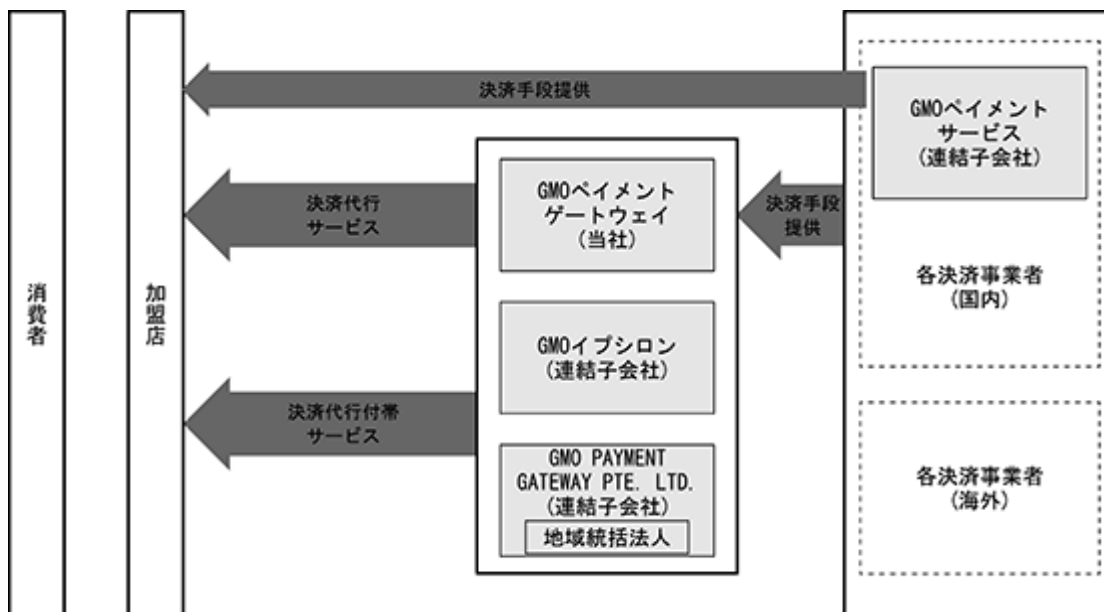 消費者
加盟店
決済手段提供
決済代行
サービス
決済代行付帯
サービス
GMOペイメント
ゲートウェイ
(当社)
GMOイプシロン
(連結子会社)
GMO PAYMENT
GATEWAY PTE. LTD.
(連結子会社)
地域統括法人
決済手段
提供
GMOペイメント
サービス
(連結子会社)
各決済事業者
(国内)
各決済事業者
(海外)